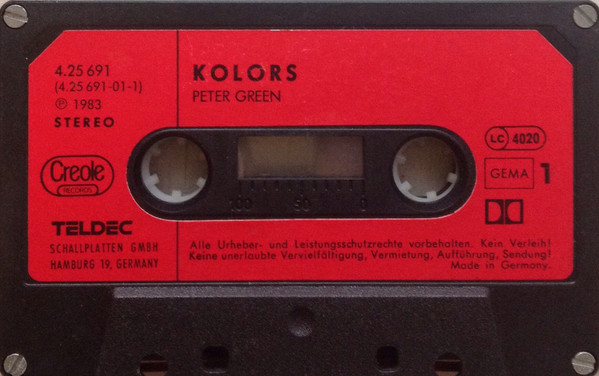 4.25 691
(4.25 691-01-1)
℗ 1983
STEREO
KOLORS
PETER GREEN
Creole
RECORDS
TELDEC
SCHALLPLATTEN GMBH
HAMBURG 19, GERMANY
100 50 0
LC 4020
GEMA 1
Alle Urheber- und Leistungsschutzrechte vorbehalten. Kein Verleih!
Keine unerlaubte Vervielfältigung, Vermietung, Aufführung, Sendung!
Made in Germany.